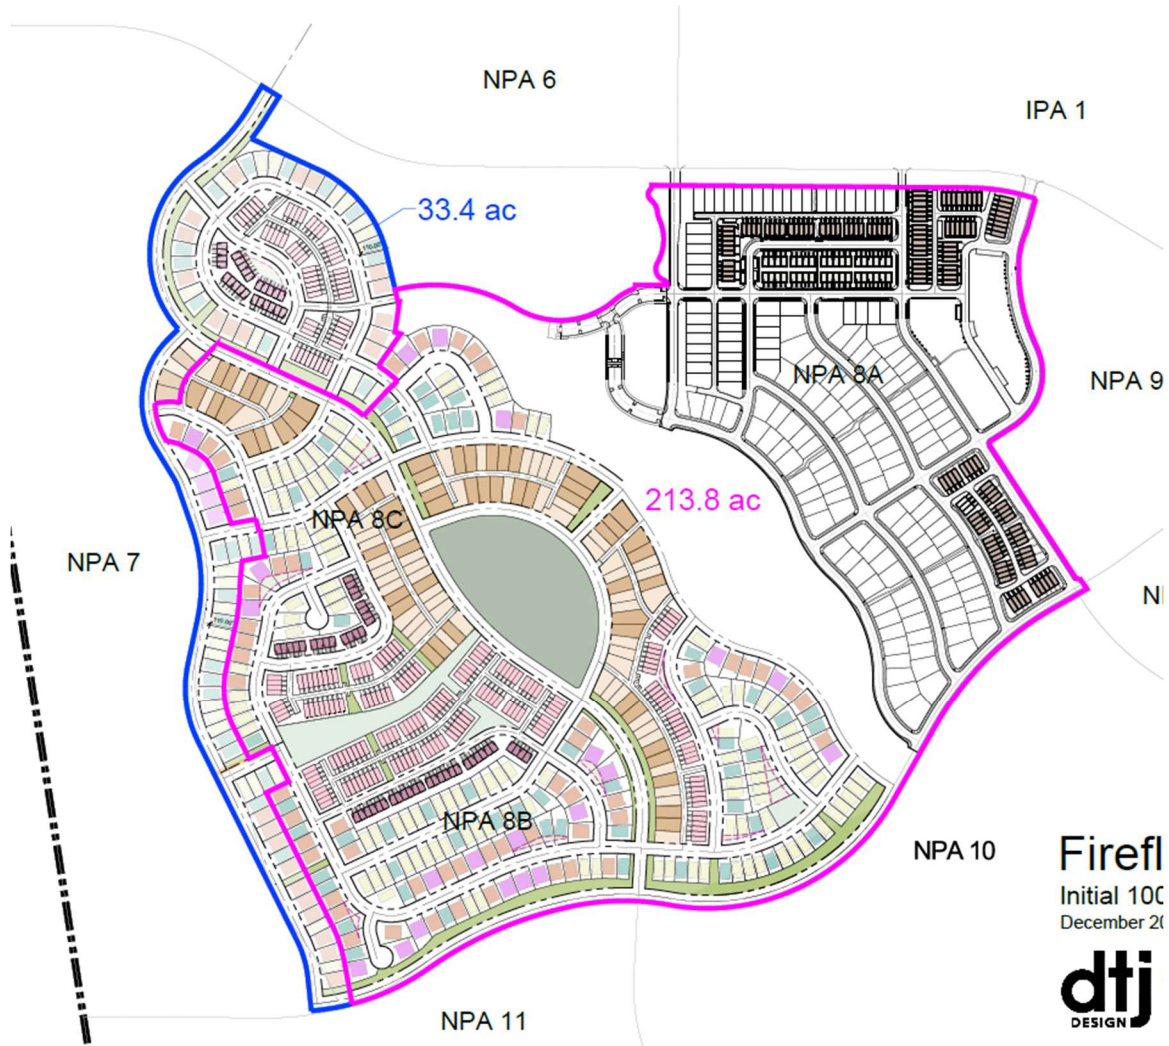 NPA 6
IPA 1
33.4 ac
NPA 8A
NPA 9
213.8 ac
NPA 8C
NPA 7
NPA 8B
NPA 10
Firefl
Initial 100
December 20
dtj
DESIGN
NPA 11